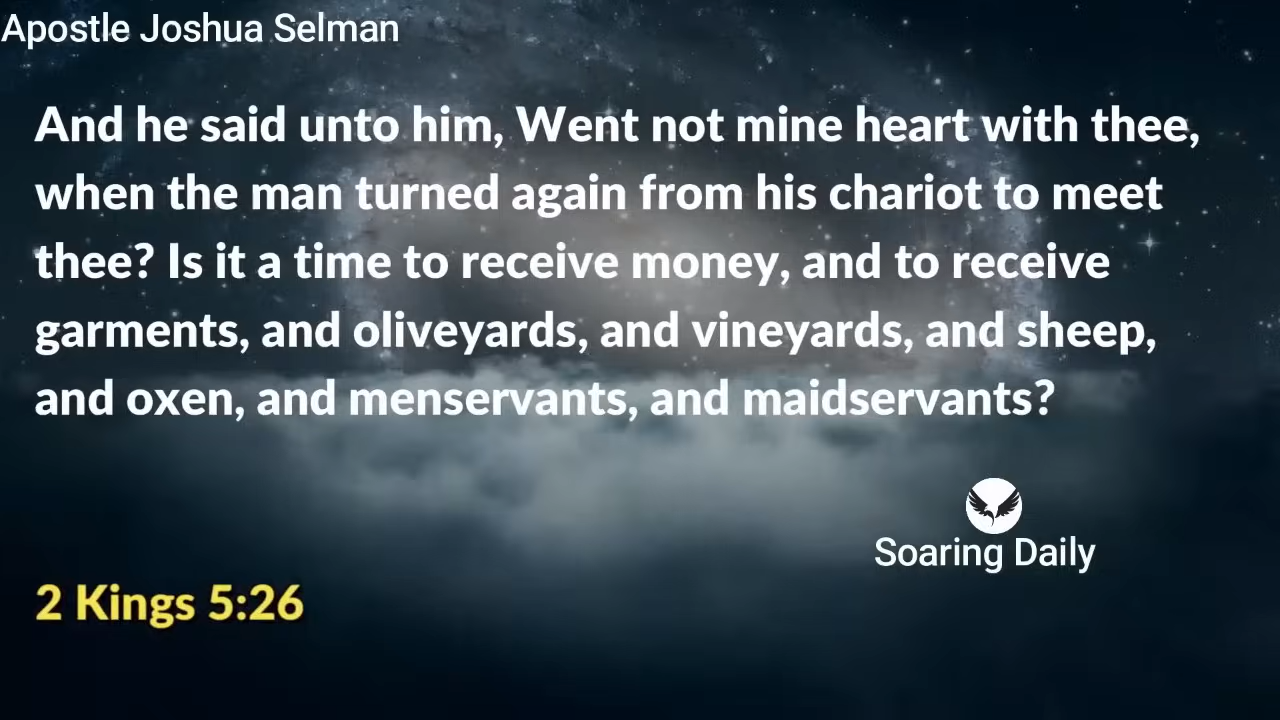 Apostle Joshua Selman
And he said unto him, Went not mine heart with thee,
when the man turned again from his chariot to meet
thee? Is it a time to receive money, and to receive
garments, and oliveyards, and vineyards, and sheep,
and oxen, and menservants, and maidservants?
Soaring Daily
2 Kings 5:26